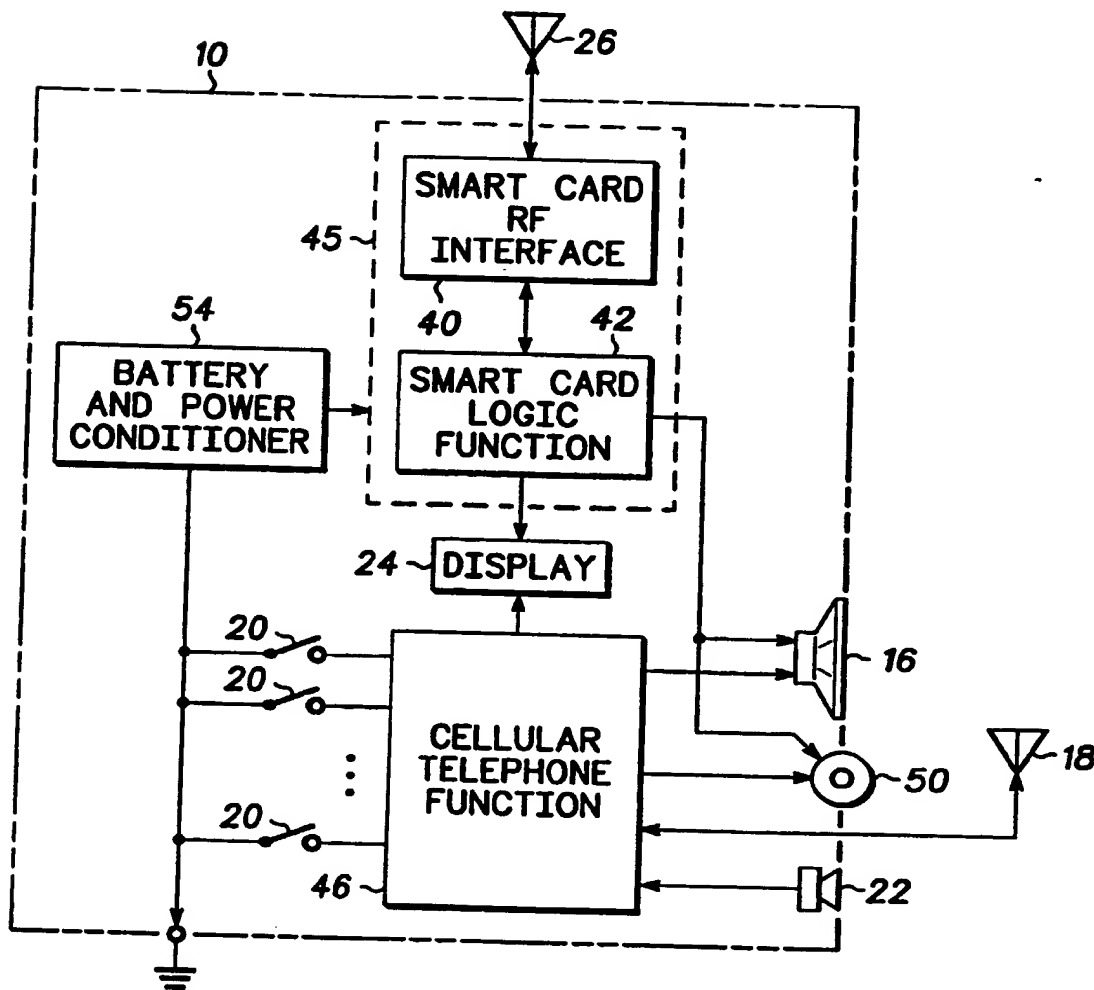 26
10
SMART CARD
RF
INTERFACE
45
40
42
54
BATTERY
AND POWER
CONDITIONER
SMART CARD
LOGIC
FUNCTION
24
DISPLAY
20
16
20
CELLULAR
TELEPHONE
FUNCTION
18
50
20
46
22